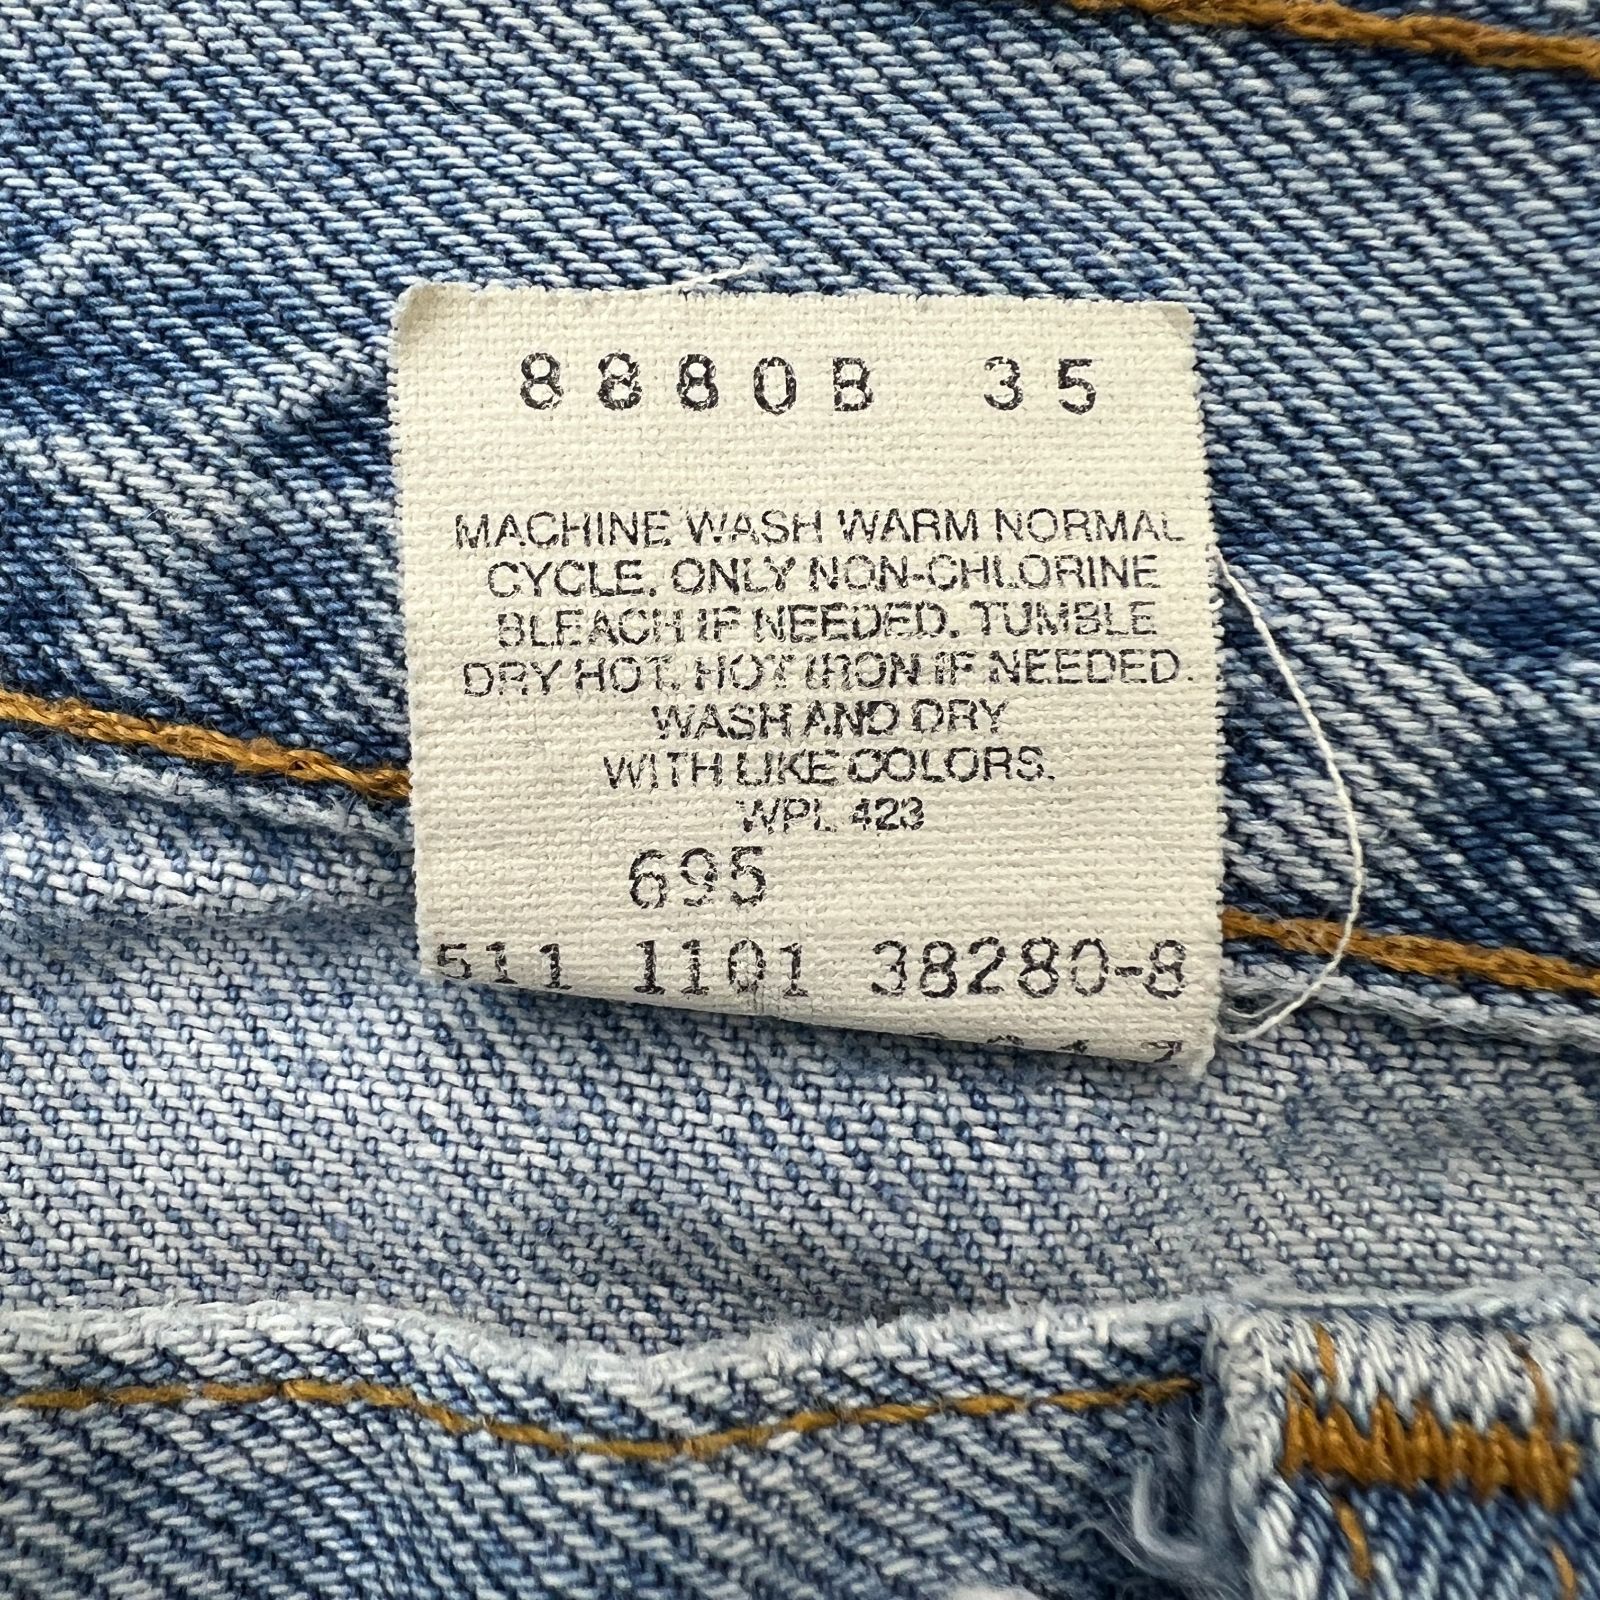 8880B 35
MACHINE WASH WARM NORMAL
CYCLE. ONLY NON-CHLORINE
BLEACH IF NEEDED. TUMBLE
DRY HOT. HOT IRON IF NEEDED.
WASH AND DRY
WITH LIKE COLORS.
WPL 423
695
511 1101 38280-8